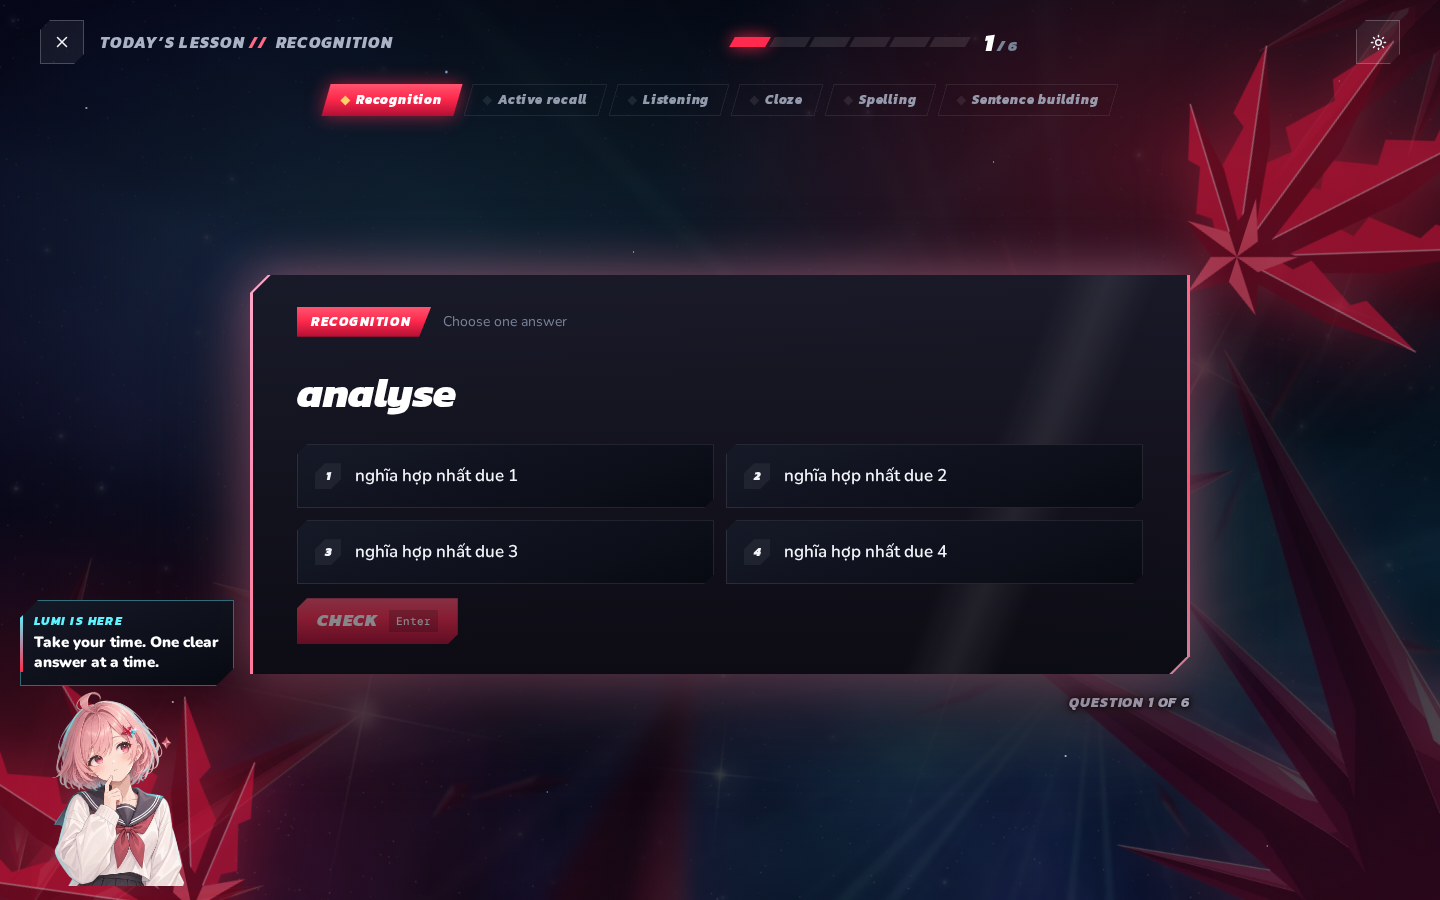 TODAY'S LESSON // RECOGNITION
1 / 6
Recognition
Active recall
Listening
Cloze
Spelling
Sentence building
RECOGNITION
Choose one answer
analyse
1 nghĩa hợp nhất due 1
2 nghĩa hợp nhất due 2
3 nghĩa hợp nhất due 3
4 nghĩa hợp nhất due 4
CHECK Enter
LUMI IS HERE
Take your time. One clear
answer at a time.
QUESTION 1 OF 6